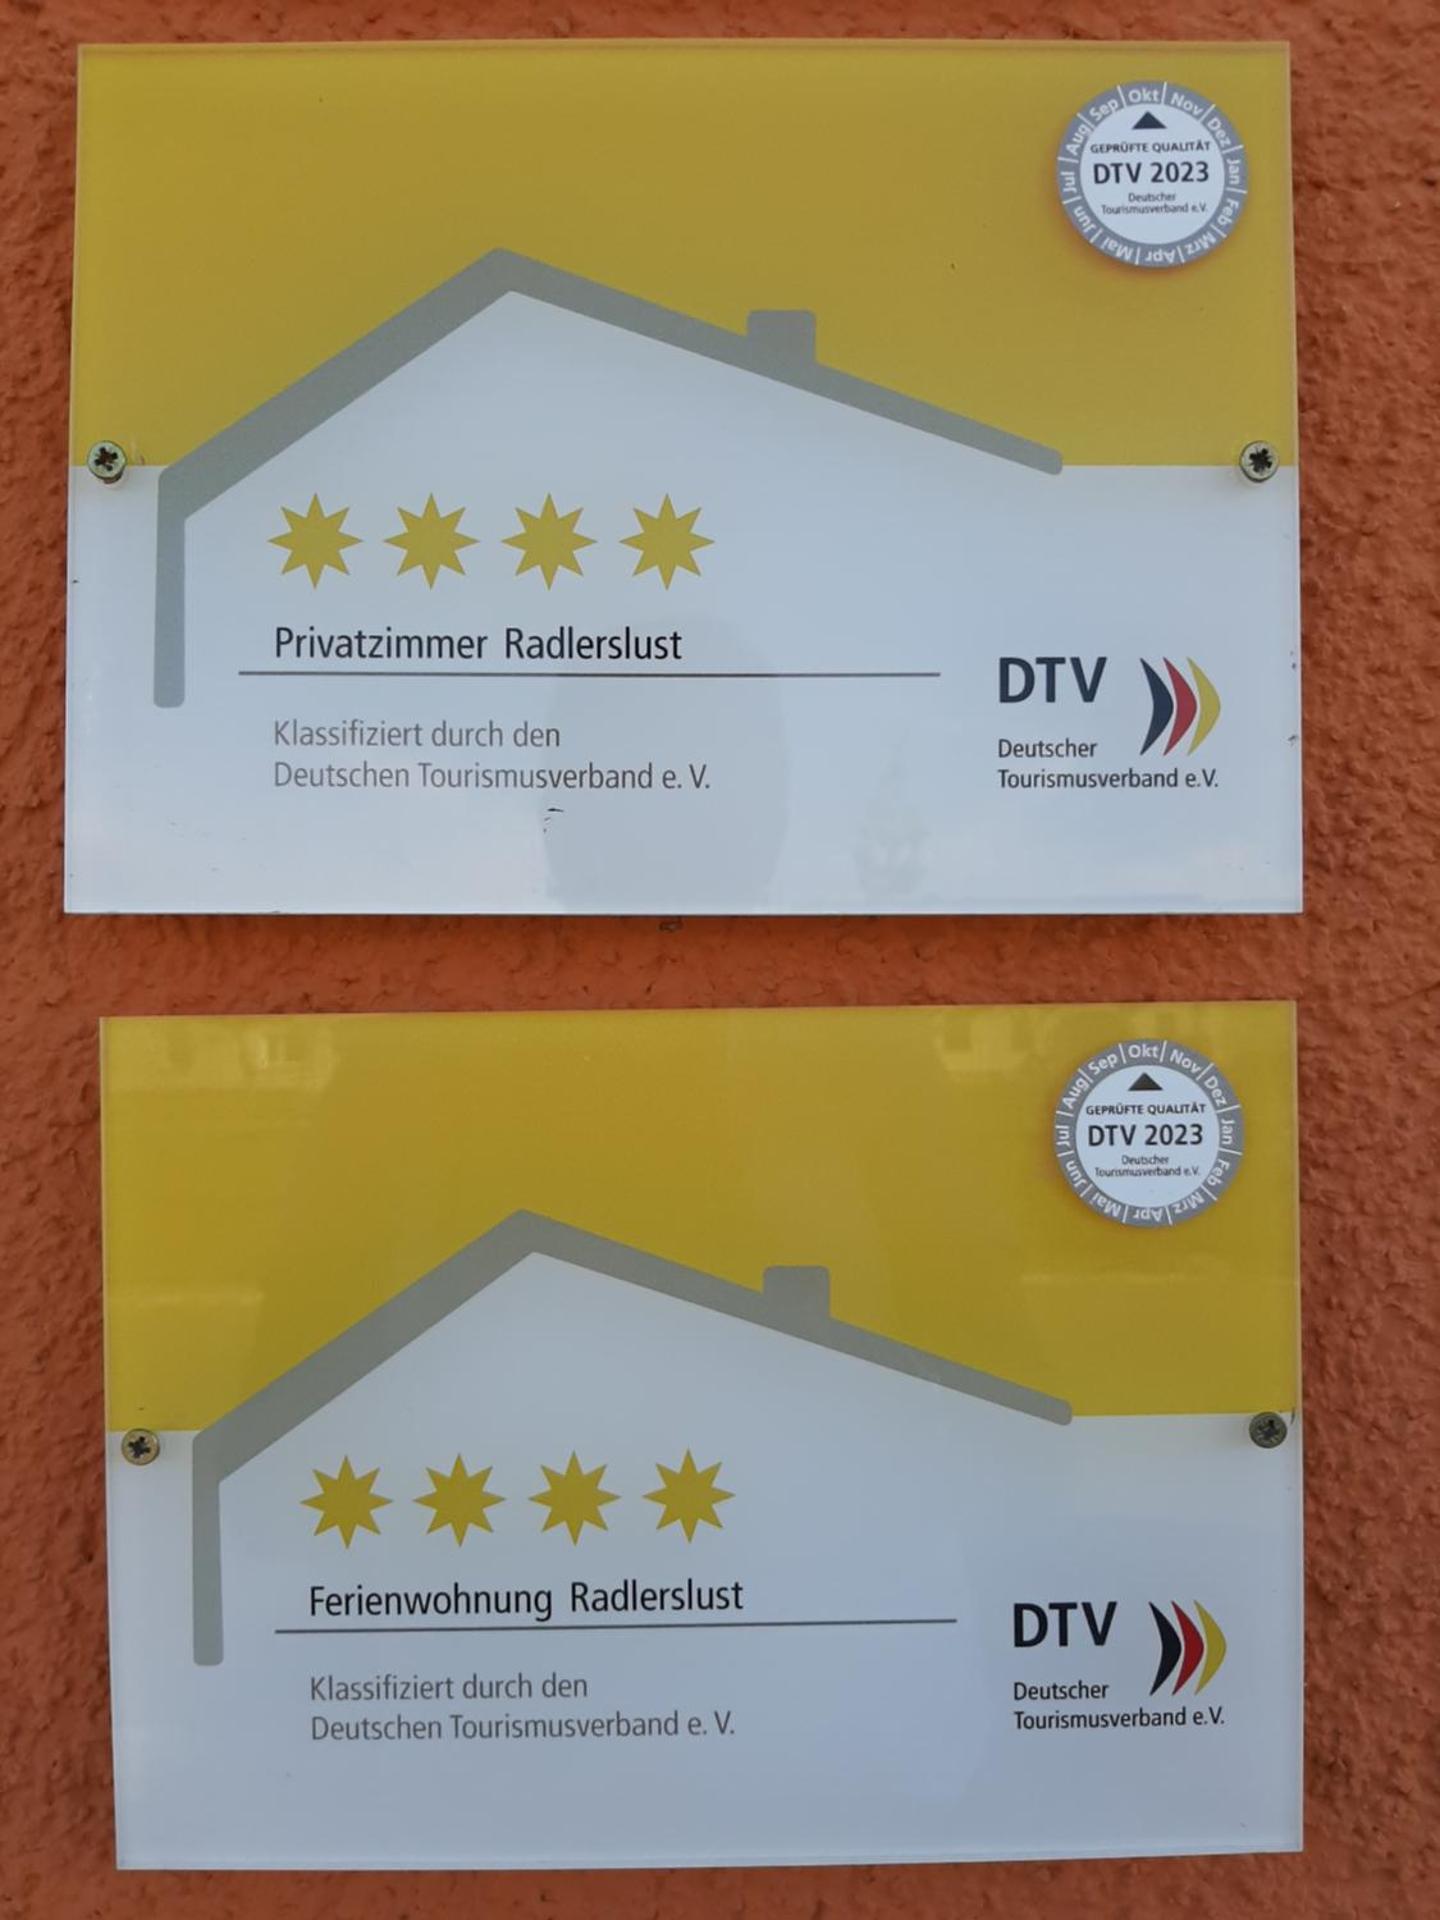 Jan Feb Mrz Apr Mai Jun Jul Aug Sep Okt Nov Dez
GEPRÜFTE QUALITÄT
DTV 2023
Deutscher
Tourismusverband e.V.
Privatzimmer Radlerslust
Klassifiziert durch den
Deutschen Tourismusverband e. V.
DTV
Deutscher
Tourismusverband e.V.
Jan Feb Mrz Apr Mai Jun Jul Aug Sep Okt Nov Dez
GEPRÜFTE QUALITÄT
DTV 2023
Deutscher
Tourismusverband e.V.
Ferienwohnung Radlerslust
Klassifiziert durch den
Deutschen Tourismusverband e. V.
DTV
Deutscher
Tourismusverband e.V.